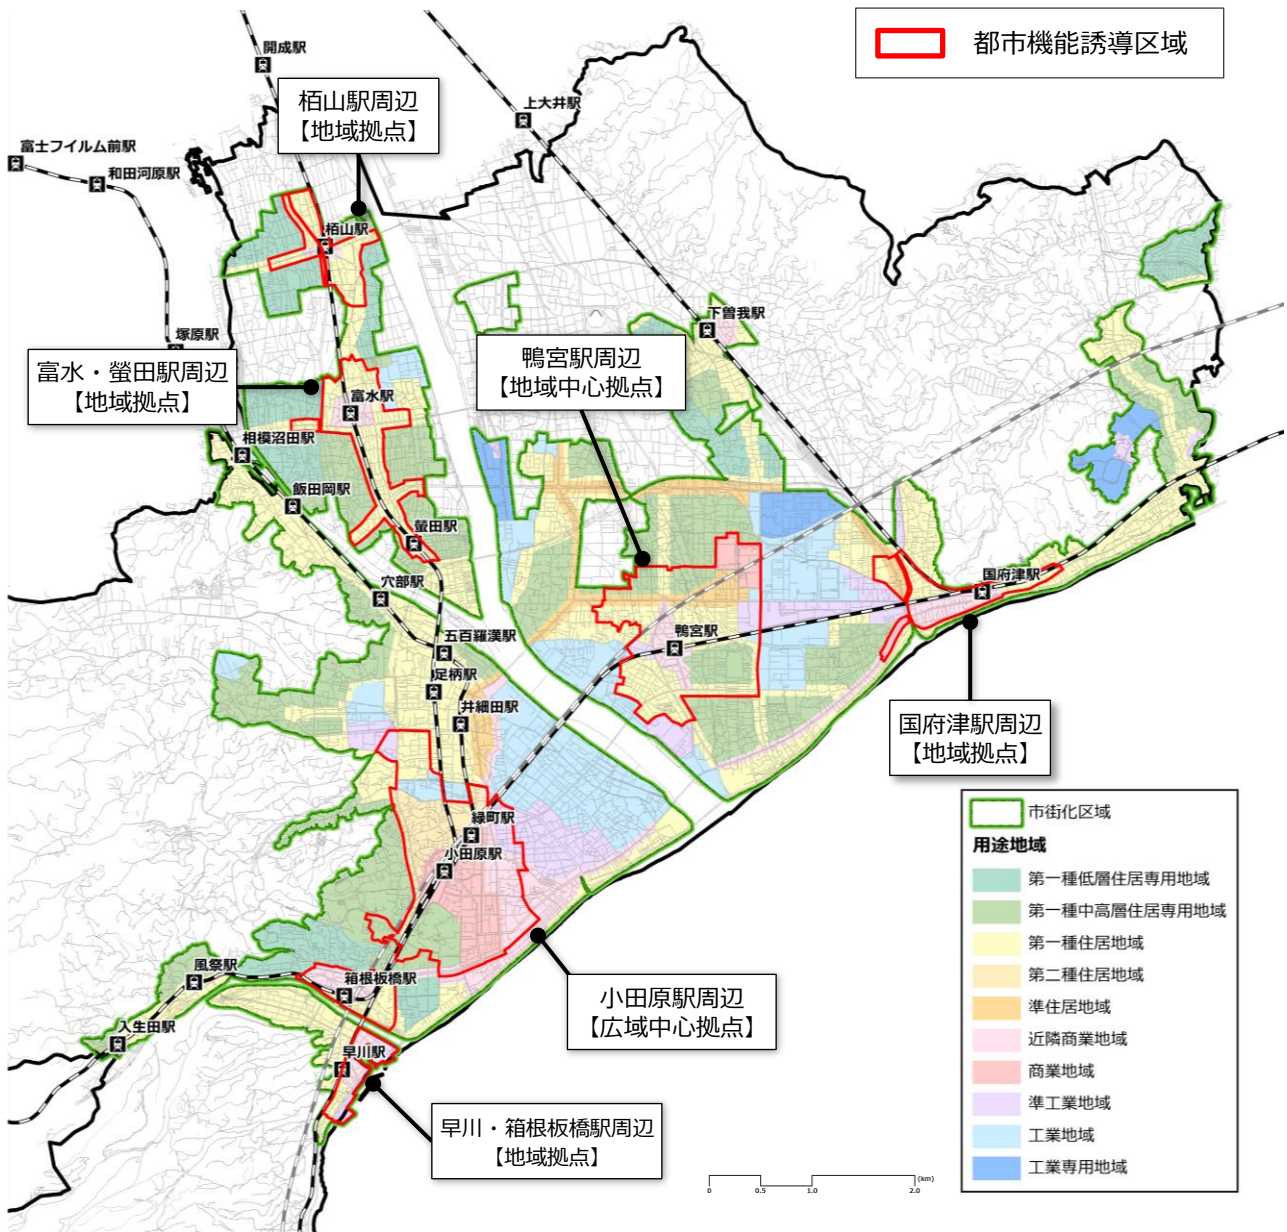 都市機能誘導区域
開成駅
栢山駅周辺
【地域拠点】
上大井駅
富士フイルム前駅
和田河原駅
栢山駅
塚原駅
下曽我駅
富水・螢田駅周辺
【地域拠点】
鴨宮駅周辺
【地域中心拠点】
富水駅
相模沼田駅
飯田岡駅
螢田駅
穴部駅
国府津駅
五百羅漢駅
鴨宮駅
足柄駅
井細田駅
国府津駅周辺
【地域拠点】
緑町駅
小田原駅
風祭駅
箱根板橋駅
小田原駅周辺
【広域中心拠点】
入生田駅
早川駅
早川・箱根板橋駅周辺
【地域拠点】
市街化区域
用途地域
第一種低層住居専用地域
第一種中高層住居専用地域
第一種住居地域
第二種住居地域
準住居地域
近隣商業地域
商業地域
準工業地域
工業地域
工業専用地域
(km)
0 0.5 1.0 2.0